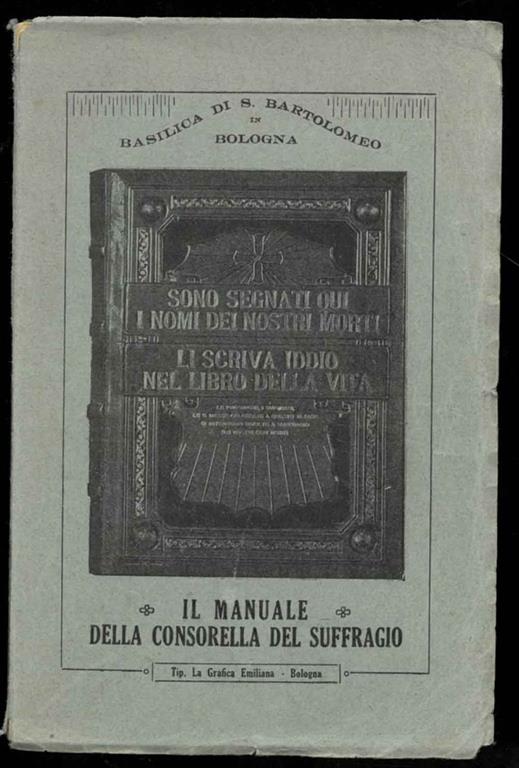 BASILICA DI S. BARTOLOMEO
IN
BOLOGNA
SONO SEGNATI QUI
I NOMI DEI NOSTRI MORTI
LI SCRIVA IDDIO
NEL LIBRO DELLA VITA
IL MANUALE
DELLA CONSORELLA DEL SUFFRAGIO
Tip. La Grafica Emiliana - Bologna